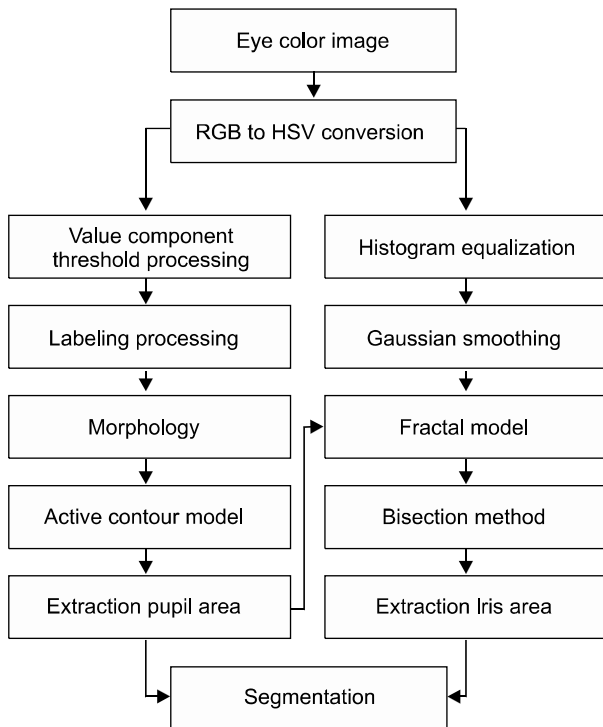 Eye color image
RGB to HSV conversion
Value component
threshold processing
Labeling processing
Morphology
Active contour model
Extraction pupil area
Histogram equalization
Gaussian smoothing
Fractal model
Bisection method
Extraction Iris area
Segmentation